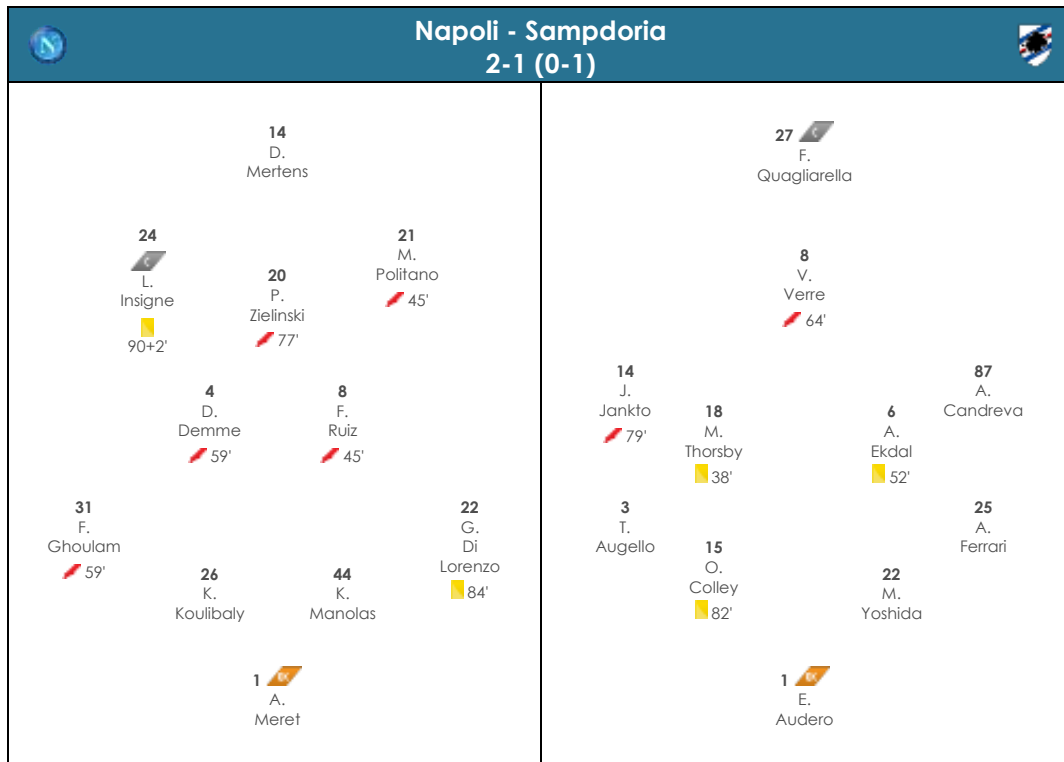 Napoli - Sampdoria
2-1 (0-1)
14
D.
Mertens
24
C
L.
Insigne
90+2'
20
P.
Zielinski
77'
21
M.
Politano
45'
4
D.
Demme
59'
8
F.
Ruiz
45'
31
F.
Ghoulam
59'
26
K.
Koulibaly
44
K.
Manolas
22
G.
Di
Lorenzo
84'
1 GK
A.
Meret
27 C
F.
Quagliarella
8
V.
Verre
64'
14
J.
Jankto
79'
18
M.
Thorsby
38'
6
A.
Ekdal
52'
87
A.
Candreva
3
T.
Augello
15
O.
Colley
82'
22
M.
Yoshida
25
A.
Ferrari
1 GK
E.
Audero